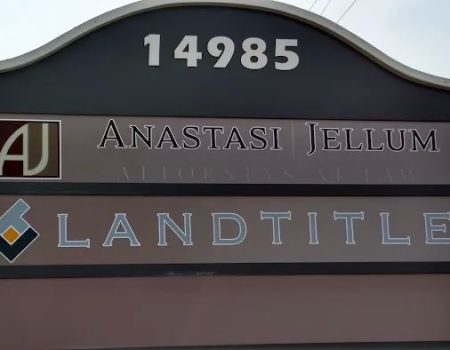 14985
AJ
ANASTASI | JELLUM
ATTORNEYS AT LAW
LANDTITLE